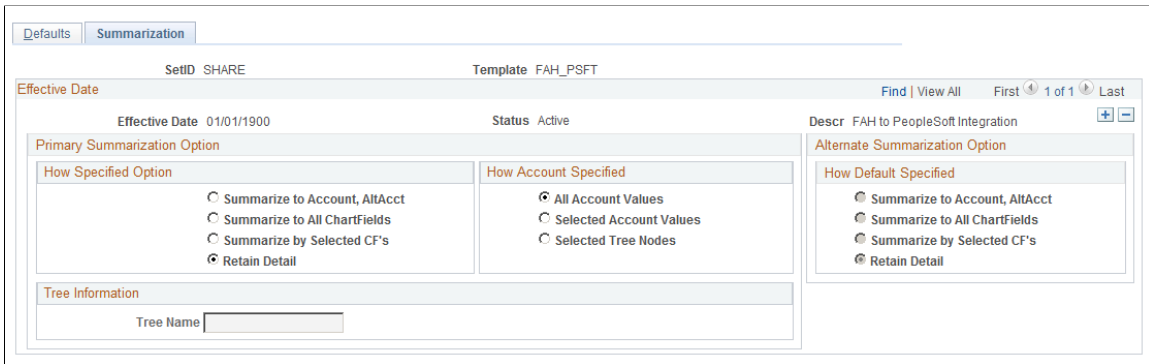 Defaults Summarization
SetID SHARE Template FAH_PSFT
Effective Date Find | View All First 1 of 1 Last
Effective Date 01/01/1900 Status Active Descr FAH to PeopleSoft Integration
Primary Summarization Option Alternate Summarization Option
How Specified Option How Account Specified How Default Specified
Summarize to Account, AltAcct All Account Values Summarize to Account, AltAcct
Summarize to All ChartFields Selected Account Values Summarize to All ChartFields
Summarize by Selected CF's Selected Tree Nodes Summarize by Selected CF's
Retain Detail Retain Detail
Tree Information
Tree Name